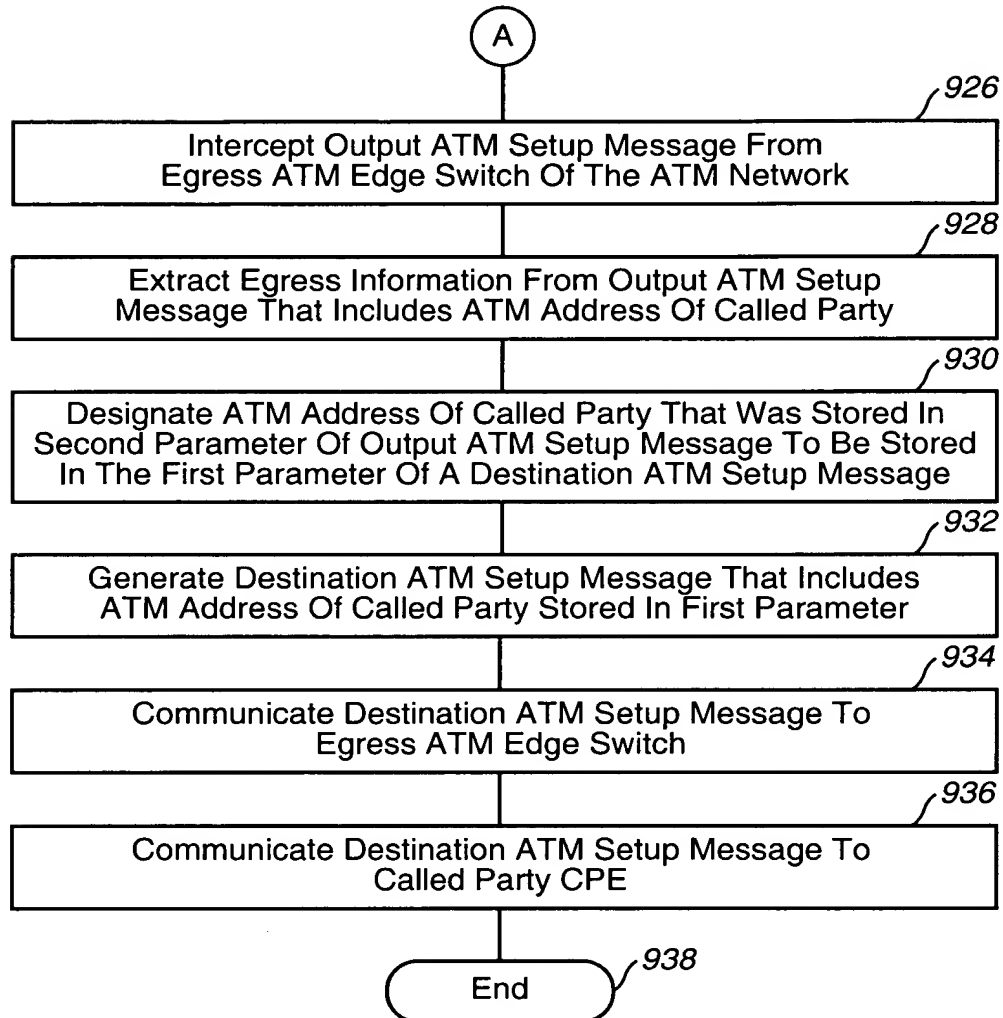 A
926
Intercept Output ATM Setup Message From
Egress ATM Edge Switch Of The ATM Network
928
Extract Egress Information From Output ATM Setup
Message That Includes ATM Address Of Called Party
930
Designate ATM Address Of Called Party That Was Stored In
Second Parameter Of Output ATM Setup Message To Be Stored
In The First Parameter Of A Destination ATM Setup Message
932
Generate Destination ATM Setup Message That Includes
ATM Address Of Called Party Stored In First Parameter
934
Communicate Destination ATM Setup Message To
Egress ATM Edge Switch
936
Communicate Destination ATM Setup Message To
Called Party CPE
938
End